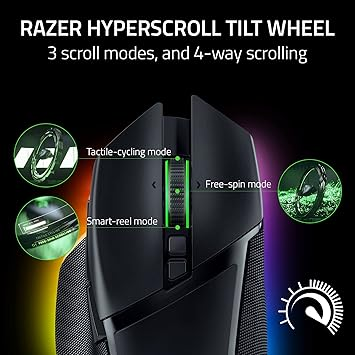 RAZER HYPERSCROLL TILT WHEEL
3 scroll modes, and 4-way scrolling
Tactile-cycling mode
Free-spin mode
Smart-reel mode